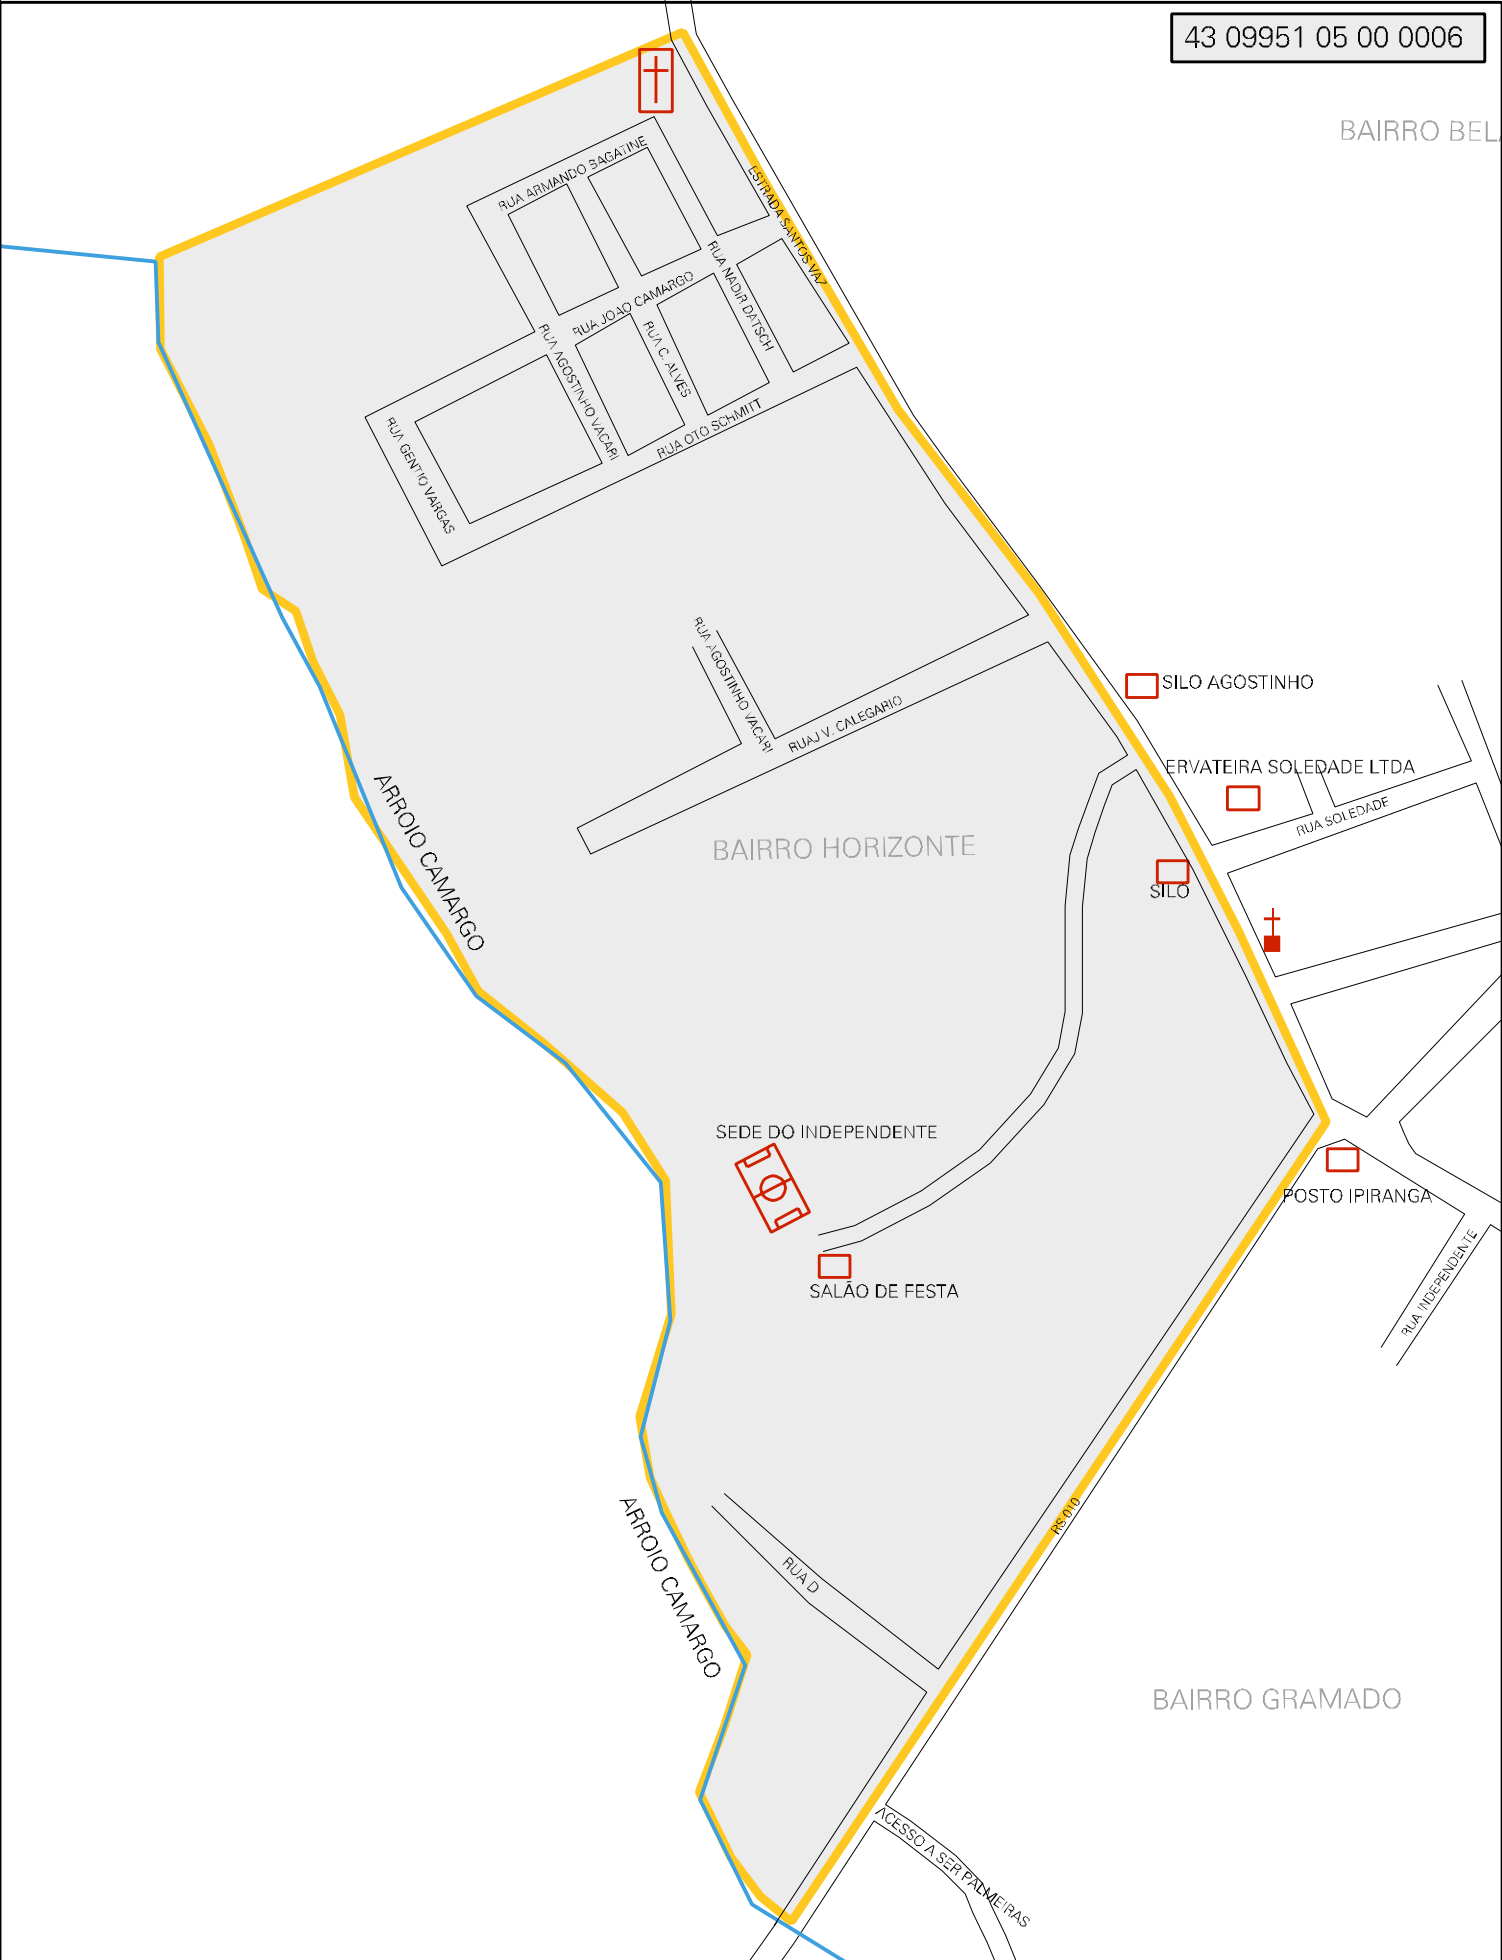 43 09951 05 00 0006
BAIRRO BEL
RUA ARMANDO BAGATINE
ESTRADA SANTOS VAZ
RUA JOAO CAMARGO
RUA NADIR DATSCH
RUA AGOSTINHO VACARI
RUA C. ALVES
RUA GENTIO VARGAS
RUA OTO SCHMITT
RUA AGOSTINHO VACARI
RUAJ V. CALEGARIO
SILO AGOSTINHO
ERVATEIRA SOLEDADE LTDA
RUA SOLEDADE
ARROIO CAMARGO
BAIRRO HORIZONTE
SILO
SEDE DO INDEPENDENTE
POSTO IPIRANGA
RUA INDEPENDENTE
SALÃO DE FESTA
RS 010
ARROIO CAMARGO
RUA D
BAIRRO GRAMADO
ACESSO A SER PALMEIRAS